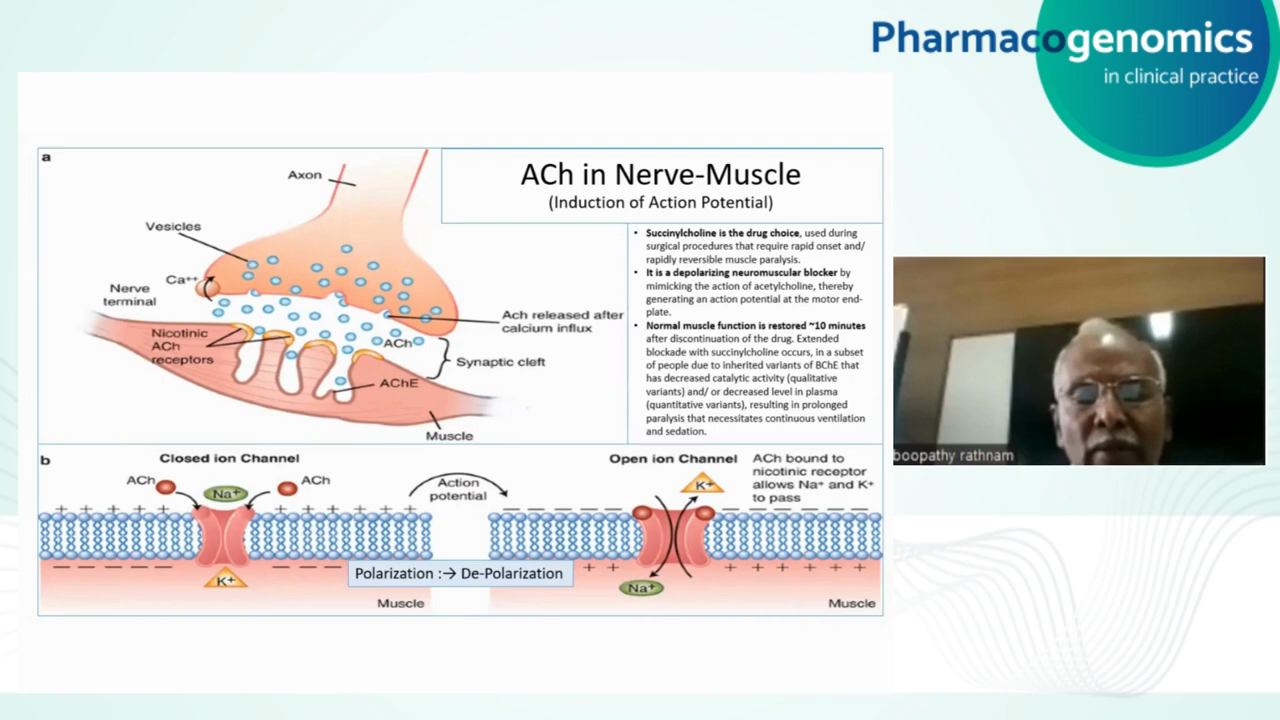 Pharmacogenomics
in clinical practice
a
Axon
Vesicles
Ca++
Nerve
terminal
Nicotinic
ACh
receptors
Ach released after
calcium influx
ACh
Synaptic cleft
AChE
Muscle
ACh in Nerve-Muscle
(Induction of Action Potential)
• Succinylcholine is the drug choice, used during
surgical procedures that require rapid onset and/
rapidly reversible muscle paralysis.
• It is a depolarizing neuromuscular blocker by
mimicking the action of acetylcholine, thereby
generating an action potential at the motor end-
plate.
• Normal muscle function is restored ~10 minutes
after discontinuation of the drug. Extended
blockade with succinylcholine occurs, in a subset
of people due to inherited variants of BChE that
has decreased catalytic activity (qualitative
variants) and/ or decreased level in plasma
(quantitative variants), resulting in prolonged
paralysis that necessitates continuous ventilation
and sedation.
boopathy rathnam
b
Closed ion Channel
ACh
Na+
ACh
K+
Action
potential
Polarization :→ De-Polarization
Muscle
Open ion Channel
K+
ACh bound to
nicotinic receptor
allows Na+ and K+
to pass
Na+
Muscle